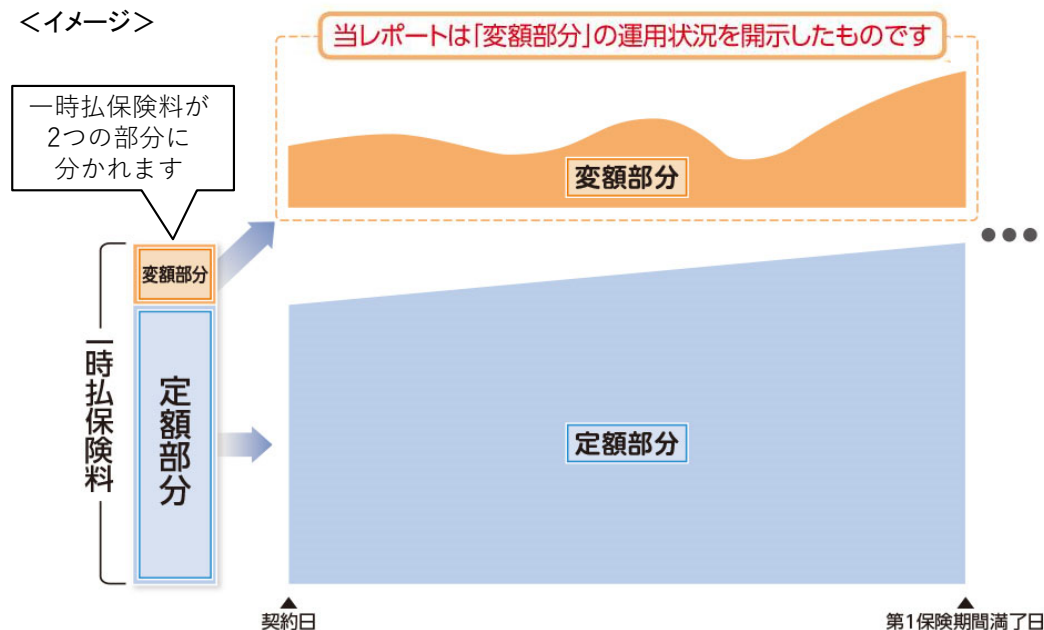 ＜イメージ＞
当レポートは「変額部分」の運用状況を開示したものです
一時払保険料が
2つの部分に
分かれます
変額部分
変額部分
一時払保険料
定額部分
定額部分
●●●
▲
契約日
▲
第1保険期間満了日